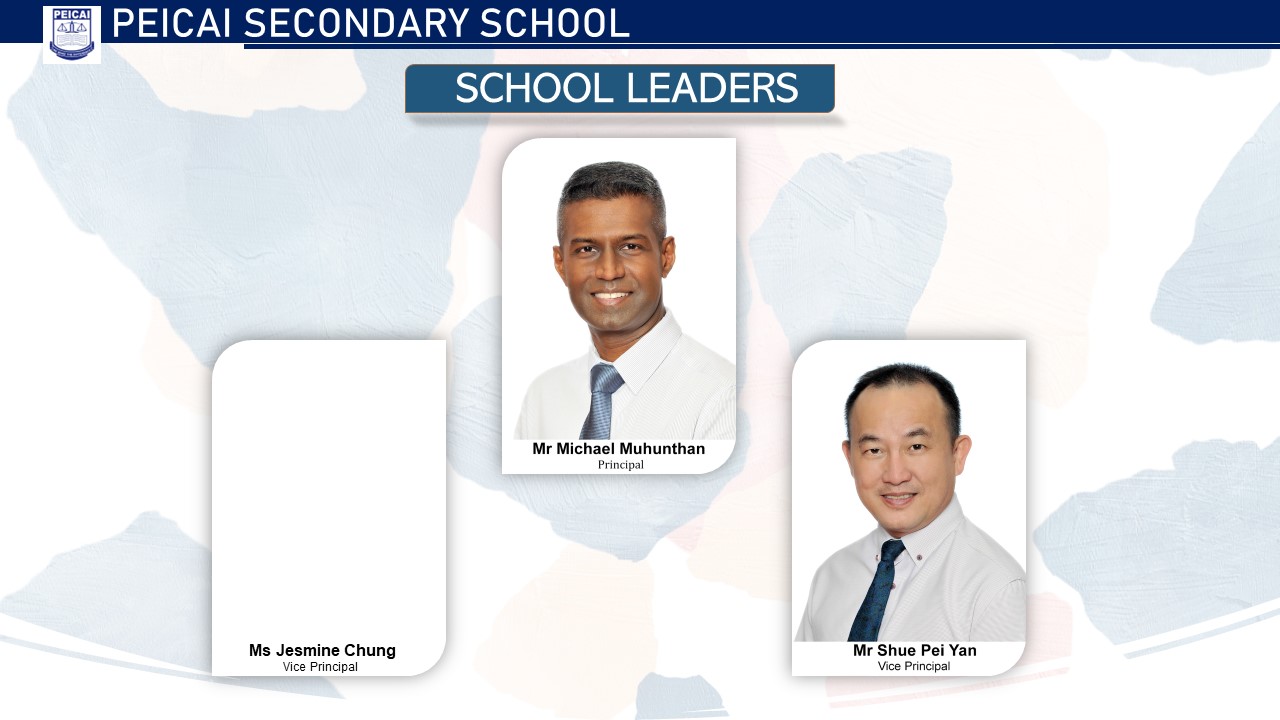 PEICAI
PEICAI SECONDARY SCHOOL
SCHOOL LEADERS
Mr Michael Muhunthan
Principal
Ms Jesmine Chung
Vice Principal
Mr Shue Pei Yan
Vice Principal